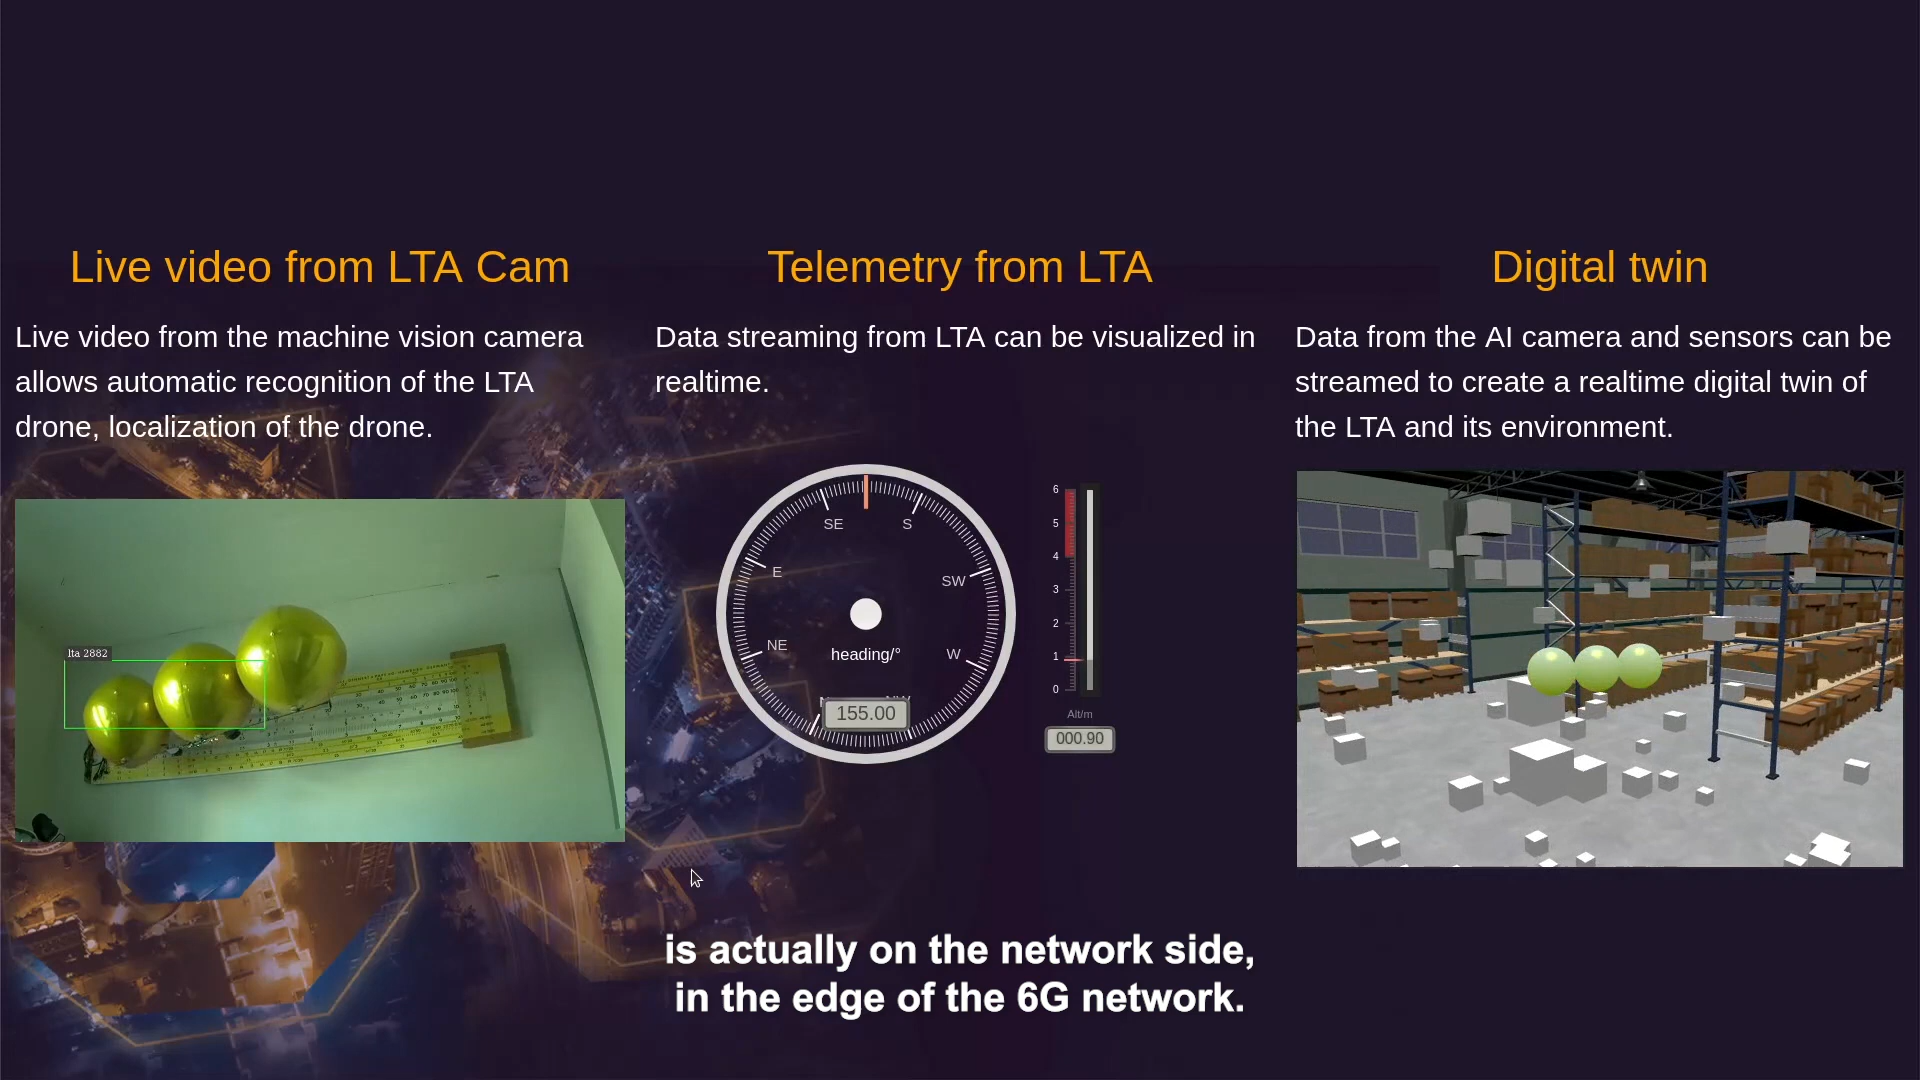 Live video from LTA Cam
Live video from the machine vision camera
allows automatic recognition of the LTA
drone, localization of the drone.
lta 2882
Telemetry from LTA
Data streaming from LTA can be visualized in
realtime.
SE
S
E
SW
NE
heading/°
W
155.00
6
5
4
3
2
1
0
Alt/m
000.90
Digital twin
Data from the AI camera and sensors can be
streamed to create a realtime digital twin of
the LTA and its environment.
is actually on the network side,
in the edge of the 6G network.